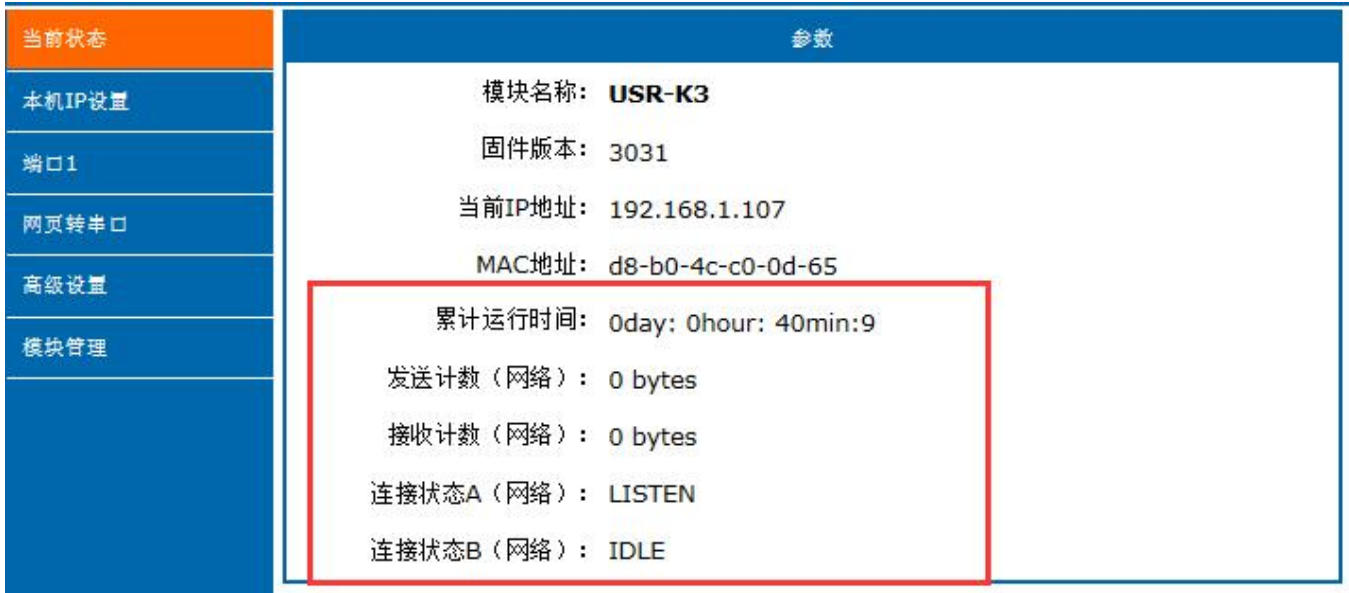 当前状态
本机IP设置
端口1
网页转串口
高级设置
模块管理
参数
模块名称： USR-K3
固件版本： 3031
当前IP地址： 192.168.1.107
MAC地址： d8-b0-4c-c0-0d-65
累计运行时间： 0day: 0hour: 40min:9
发送计数（网络）： 0 bytes
接收计数（网络）： 0 bytes
连接状态A（网络）： LISTEN
连接状态B（网络）： IDLE